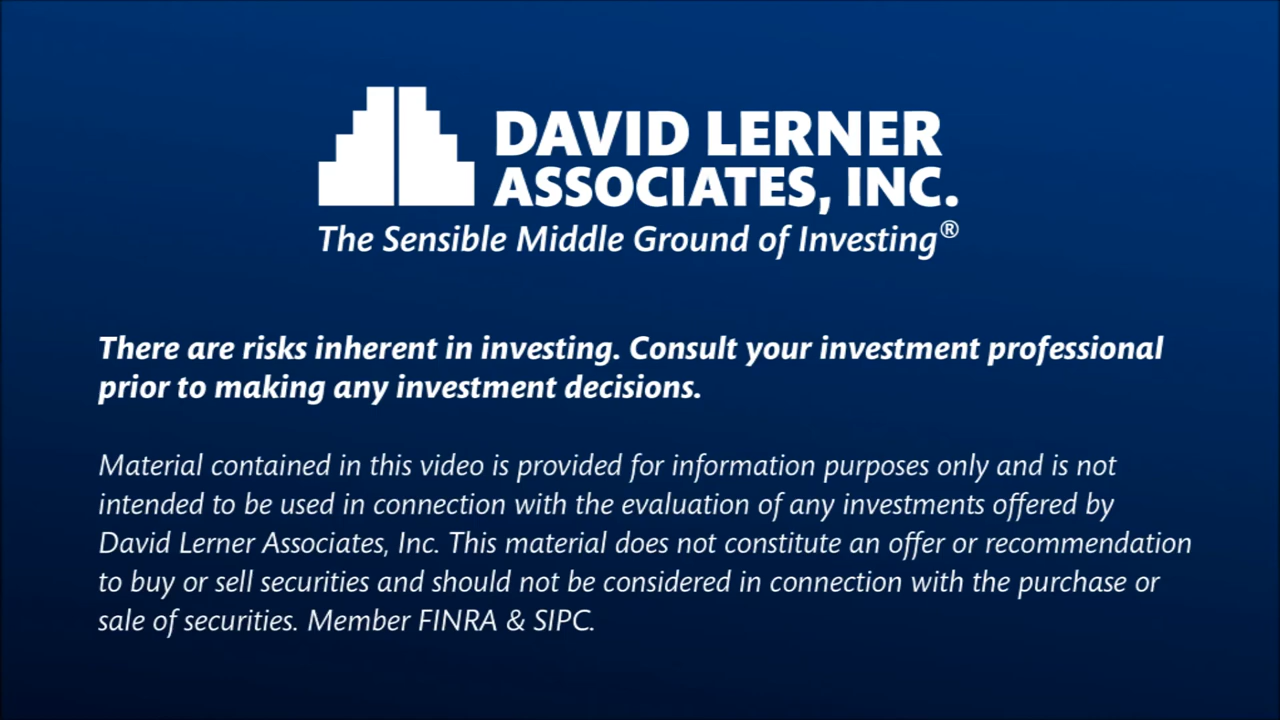 DAVID LERNER
ASSOCIATES, INC.
The Sensible Middle Ground of Investing®
There are risks inherent in investing. Consult your investment professional
prior to making any investment decisions.
Material contained in this video is provided for information purposes only and is not
intended to be used in connection with the evaluation of any investments offered by
David Lerner Associates, Inc. This material does not constitute an offer or recommendation
to buy or sell securities and should not be considered in connection with the purchase or
sale of securities. Member FINRA & SIPC.